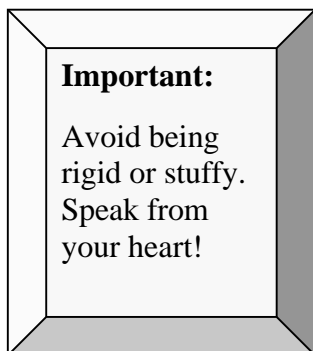 Important:
Avoid being
rigid or stuffy.
Speak from
your heart!